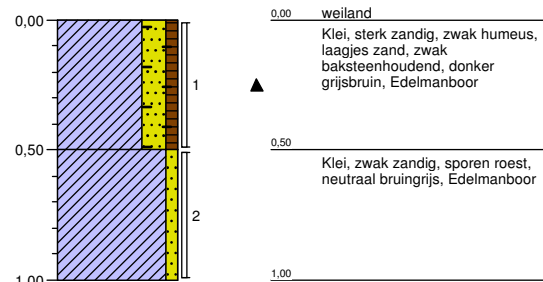 0,00
0,50
1,00
1
2
0,00
weiland
Klei, sterk zandig, zwak humeus,
laagjes zand, zwak
baksteenhoudend, donker
grijsbruin, Edelmanboor
0,50
Klei, zwak zandig, sporen roest,
neutraal bruingrijs, Edelmanboor
1,00